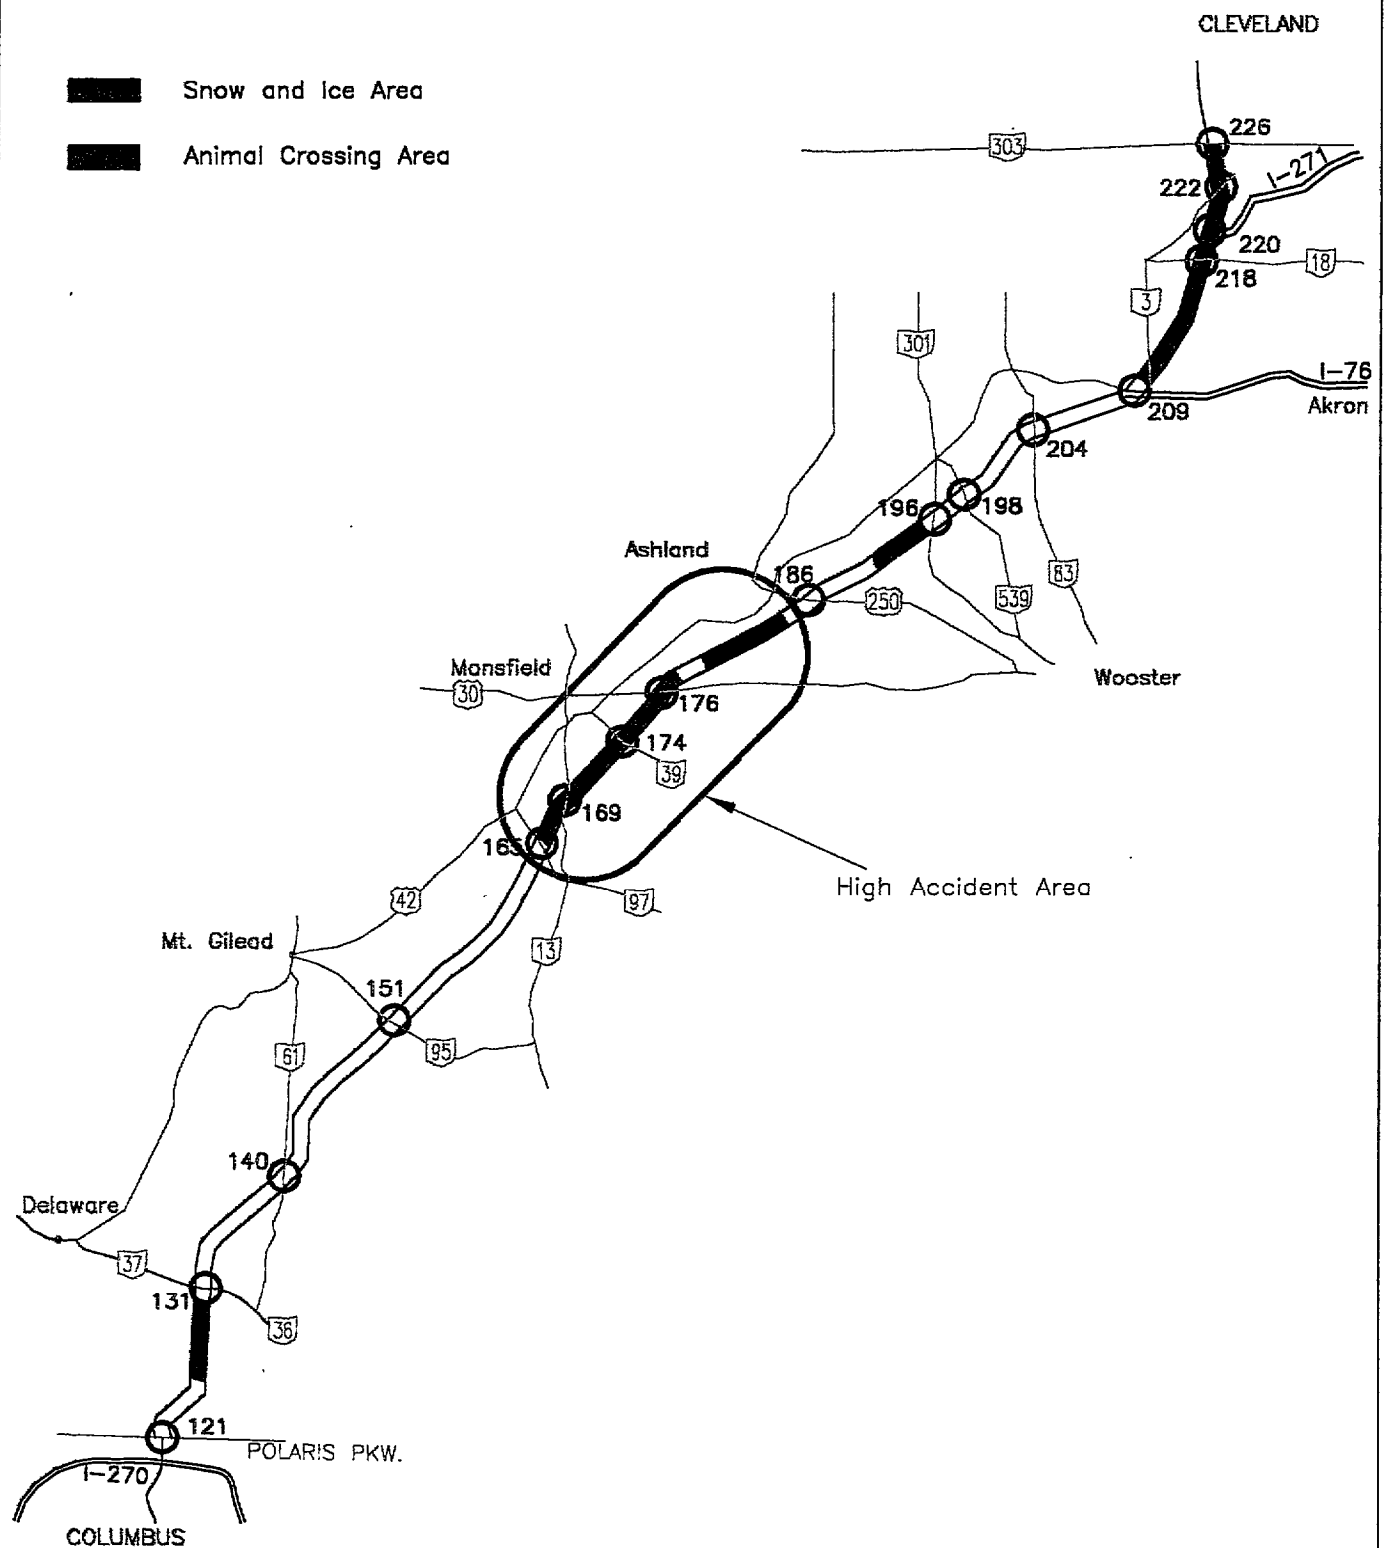 CLEVELAND
Snow and Ice Area
Animal Crossing Area
226
303
I-271
222
220
18
218
3
301
I-76
Akron
209
204
196
198
Ashland
186
250
539
83
Wooster
Mansfield
30
176
174
39
169
165
High Accident Area
42
97
13
Mt. Gilead
151
95
61
140
Delaware
37
131
36
121
POLARIS PKW.
I-270
COLUMBUS